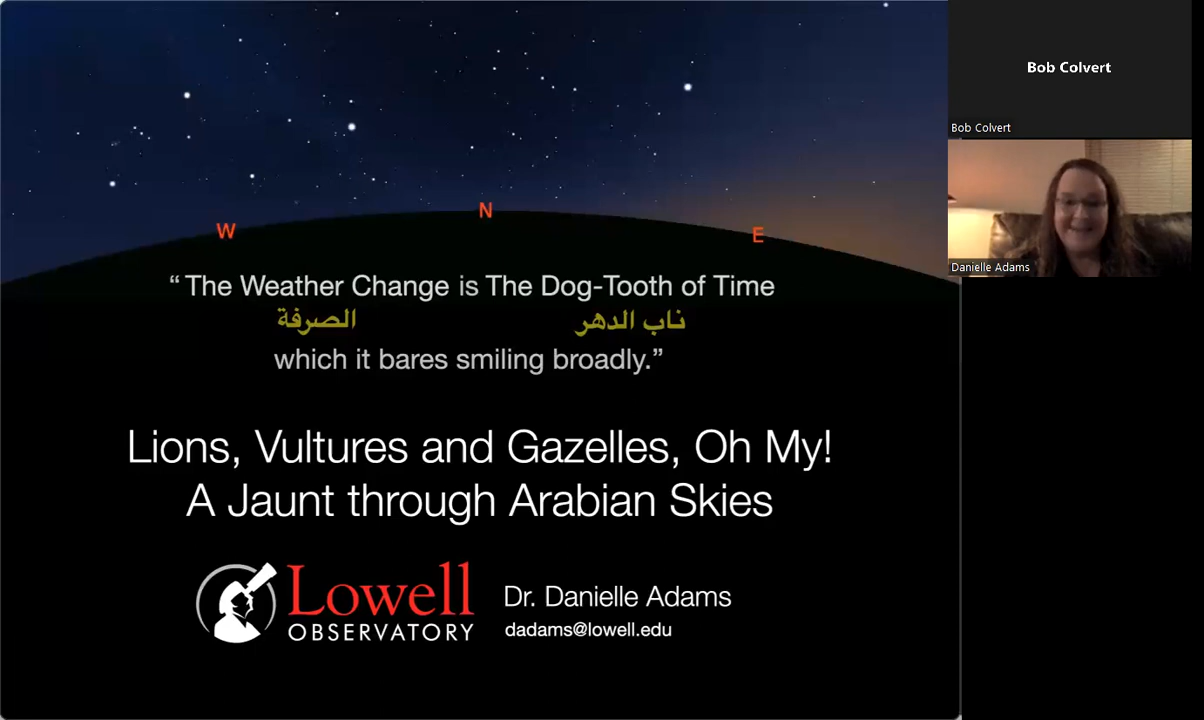 W
N
E
“ The Weather Change is The Dog-Tooth of Time
الصرفة
ناب الدهر
which it bares smiling broadly.”
Lions, Vultures and Gazelles, Oh My!
A Jaunt through Arabian Skies
Lowell
OBSERVATORY
Dr. Danielle Adams
dadams@lowell.edu
Bob Colvert
Bob Colvert
Danielle Adams